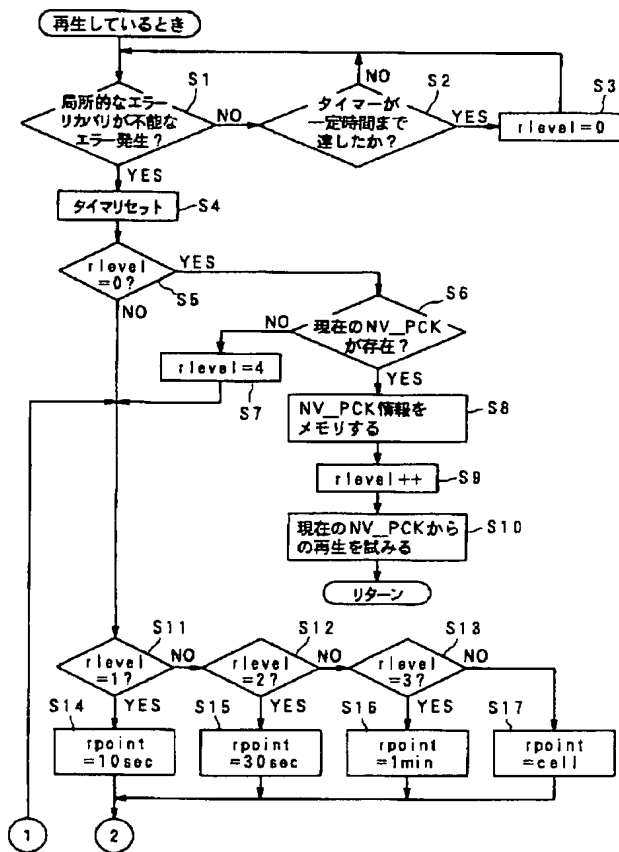 再生しているとき
S1
局所的なエラー
リカバリが不能な
エラー発生？
NO
YES
S2
タイマーが
一定時間まで
達したか？
NO
YES
S3
rlevel=0
タイマリセット
S4
rlevel
=0?
S5
YES
NO
S6
現在のNV__PCK
が存在？
NO
YES
rlevel=4
S7
NV__PCK情報を
メモリする
S8
rlevel++
S9
現在のNV__PCKから
の再生を試みる
S10
リターン
S11
rlevel
=1?
NO
YES
S12
rlevel
=2?
NO
YES
S13
rlevel
=3?
NO
YES
S14
rpoint
=10sec
S15
rpoint
=30sec
S16
rpoint
=1min
S17
rpoint
=cell
1
2